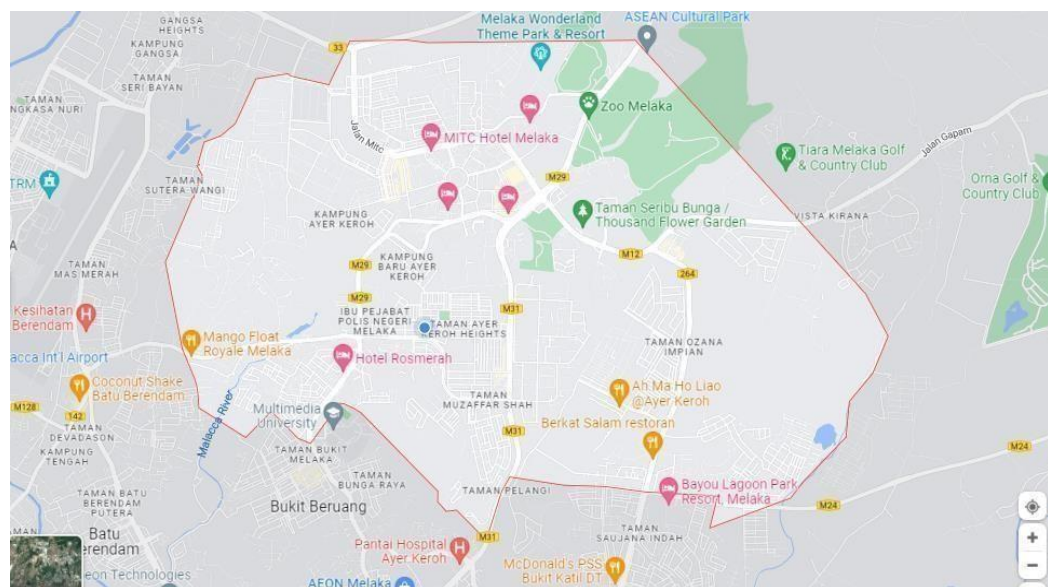 GANGSA
HEIGHTS
KAMPUNG
GANGSA
TAMAN
SERI BAYAN
TAMAN
NGKASA NURI
33
Melaka Wonderland
Theme Park & Resort
ASEAN Cultural Park
Zoo Melaka
Jalan Mitc
MITC Hotel Melaka
Tiara Melaka Golf
& Country Club
Jalan Gapam
Orna Golf &
Country Club
TRM
TAMAN
SUTERA WANGI
M29
KAMPUNG
AYER KEROH
Taman Seribu Bunga /
Thousand Flower Garden
VISTA KIRANA
A
TAMAN
MAS MERAH
KAMPUNG
BARU AYER
KEROH
M29
M12
264
M29
M31
Kesihatan
Berendam
IBU PEJABAT
POLIS NEGERI
MELAKA
TAMAN AYER
KEROH HEIGHTS
TAMAN OZANA
IMPIAN
Mango Float
Royale Melaka
Hotel Rosmerah
acca Int'l Airport
Coconut Shake
Batu Berendam
TAMAN
MUZAFFAR SHAH
Ah Ma Ho Liao
@Ayer Keroh
M128
142
Malacca River
Multimedia
University
Berkat Salam restoran
TAMAN
DEVADASON
M31
KAMPUNG
TENGAH
TAMAN BUKIT
MELAKA
M24
TAMAN
BUNGA RAYA
TAMAN PELANGI
Bayou Lagoon Park
Resort, Melaka
TAMAN BATU
BERENDAM
PUTERA
Bukit Beruang
M24
TAMAN
SAUJANA INDAH
AMAN
Batu
erendam
M31
Pantai Hospital
Ayer Keroh
McDonald's PSS
Bukit Katil DT
eon Technologies
AEON Melaka
+
−